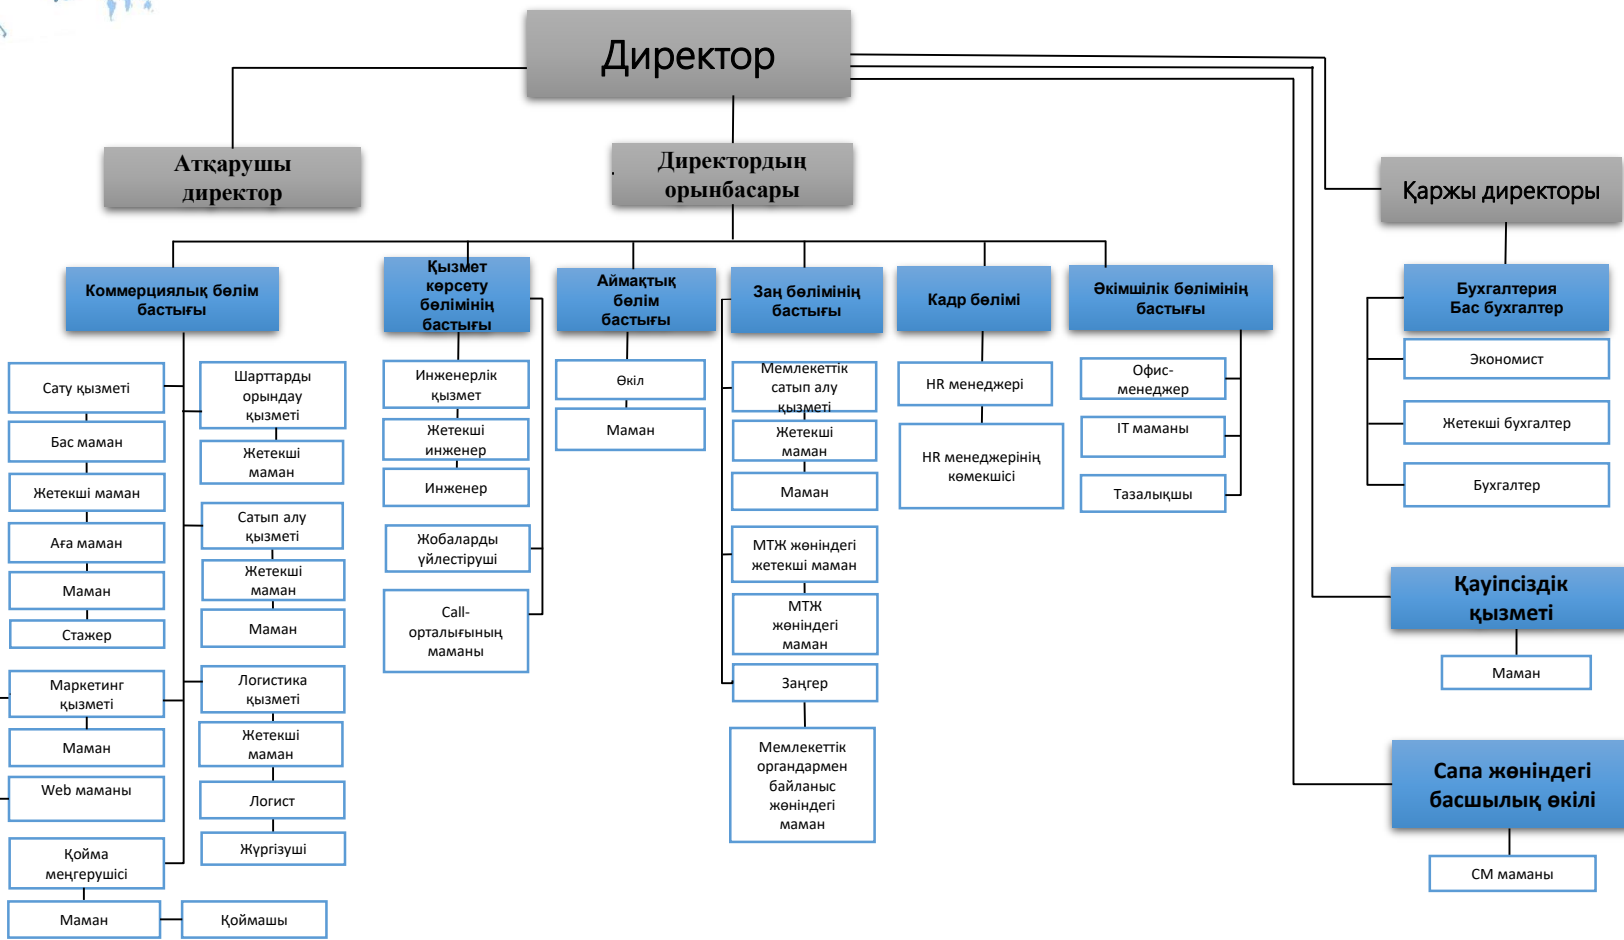 Директор
Атқарушы
директор
Директордың
орынбасары
Қаржы директоры
Коммерциялық бөлім
бастығы
Қызмет
көрсету
бөлімінің
бастығы
Аймақтық
бөлім
бастығы
Заң бөлімінің
бастығы
Кадр бөлімі
Әкімшілік бөлімінің
бастығы
Бухгалтерия
Бас бухгалтер
Сату қызметі
Бас маман
Жетекші маман
Аға маман
Маман
Стажер
Маркетинг
қызметі
Маман
Web маманы
Қойма
меңгерушісі
Маман
Қоймашы
Шарттарды
орындау
қызметі
Жетекші
маман
Сатып алу
қызметі
Жетекші
маман
Маман
Логистика
қызметі
Жетекші
маман
Логист
Жүргізуші
Инженерлік
қызмет
Жетекші
инженер
Инженер
Жобаларды
үйлестіруші
Call-
орталығының
маманы
Өкіл
Маман
Мемлекеттік
сатып алу
қызметі
Жетекші
маман
Маман
МТЖ жөніндегі
жетекші маман
МТЖ
жөніндегі
маман
Заңгер
Мемлекеттік
органдармен
байланыс
жөніндегі
маман
HR менеджері
HR менеджерінің
көмекшісі
Офис-
менеджер
IT маманы
Тазалықшы
Экономист
Жетекші бухгалтер
Бухгалтер
Қауіпсіздік
қызметі
Маман
Сапа жөніндегі
басшылық өкілі
СМ маманы